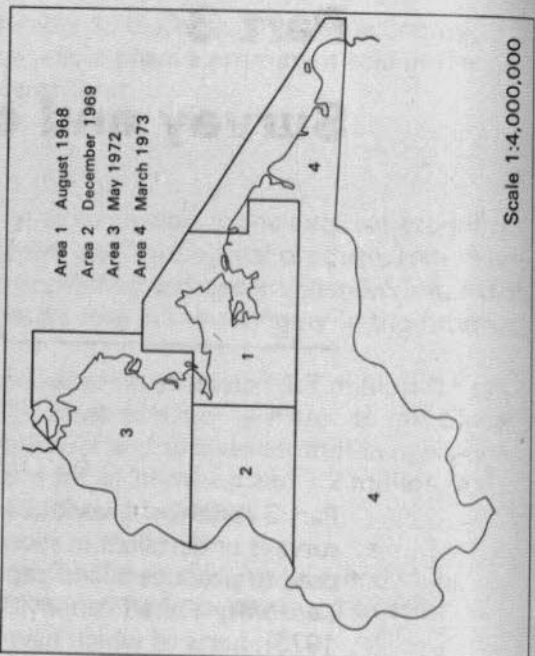 Area 1 August 1968
Area 2 December 1969
Area 3 May 1972
Area 4 March 1973
3
1
2
4
4
Scale 1:4,000,000